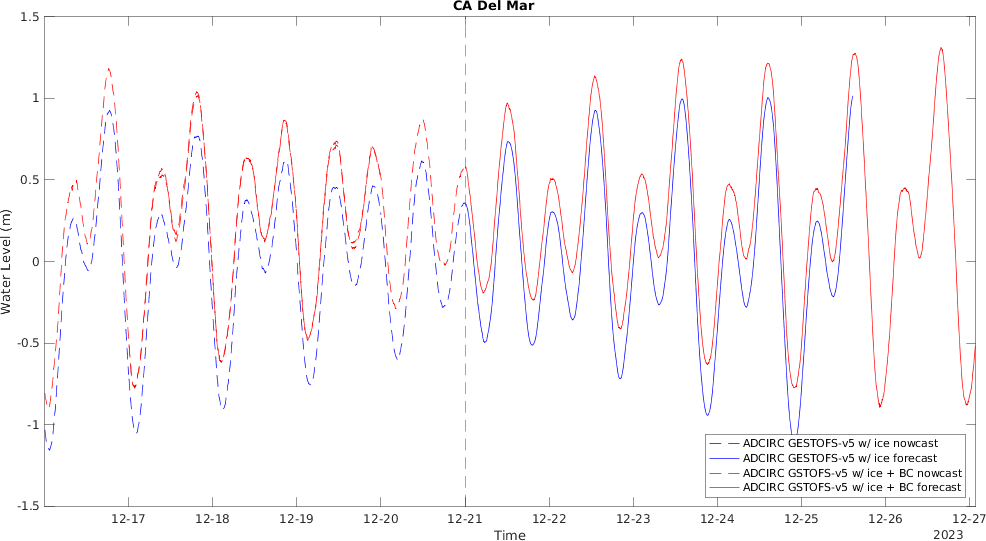 CA Del Mar
1.5
1
0.5
0
-0.5
-1
-1.5
Water Level (m)
ADCIRC GESTOFS-v5 w/ ice nowcast
ADCIRC GESTOFS-v5 w/ ice forecast
ADCIRC GSTOFS-v5 w/ ice + BC nowcast
ADCIRC GSTOFS-v5 w/ ice + BC forecast
12-17 12-18 12-19 12-20 12-21 12-22 12-23 12-24 12-25 12-26 12-27
Time
2023